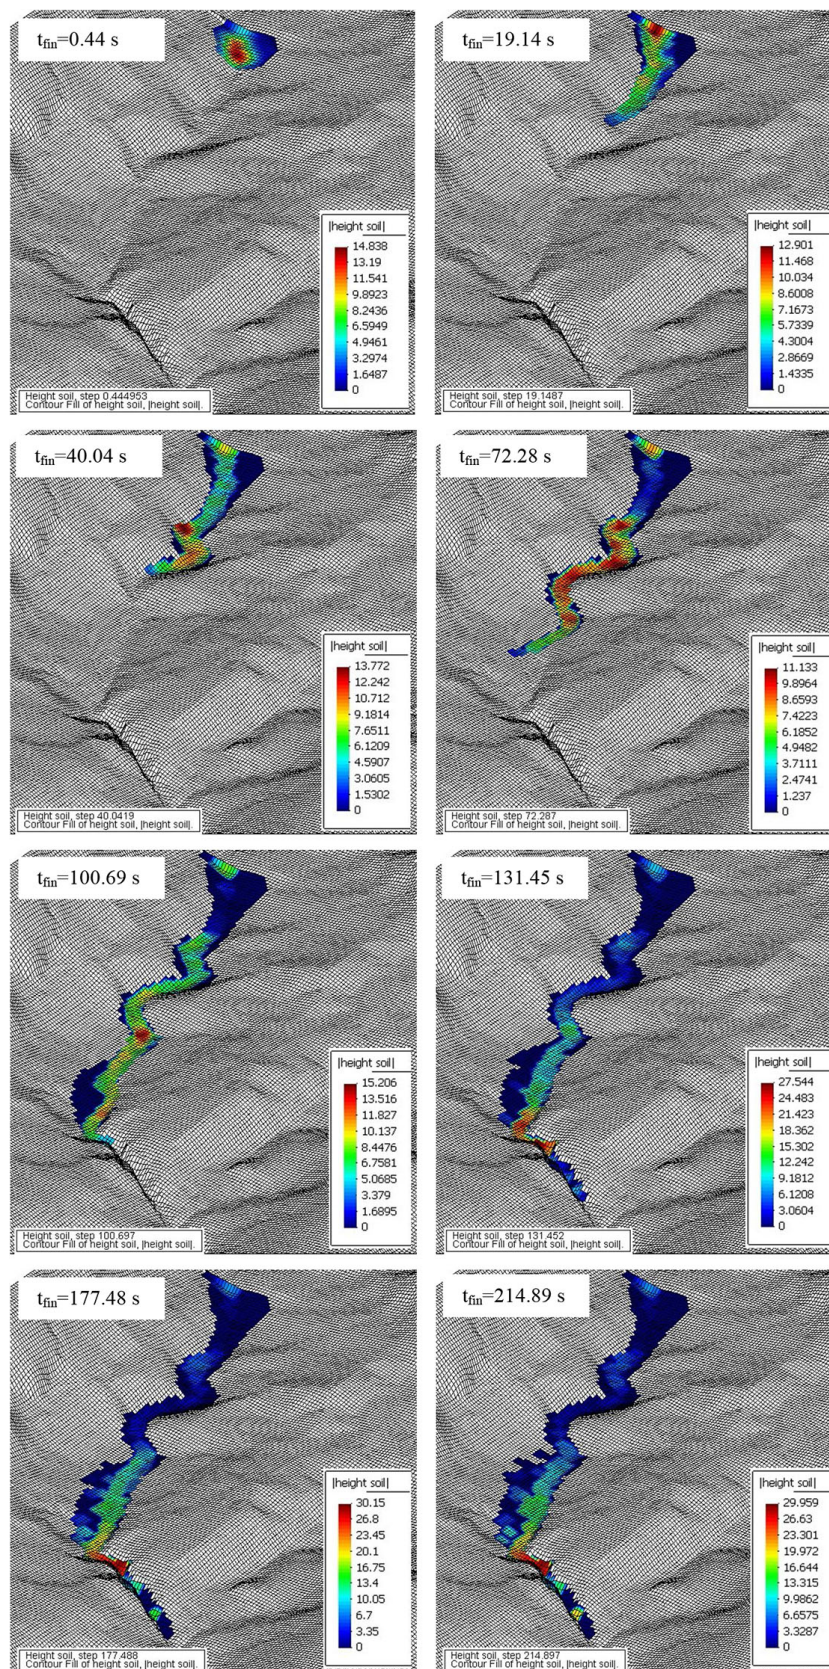 t_fin=0.44 s
|height soil|
14.838
13.19
11.541
9.8923
8.2436
6.5949
4.9461
3.2974
1.6487
0
Height soil, step 0.444953
Contour Fill of height soil, |height soil|.
t_fin=19.14 s
|height soil|
12.901
11.468
10.034
8.6008
7.1673
5.7339
4.3004
2.8669
1.4335
0
Height soil, step 19.1487
Contour Fill of height soil, |height soil|.
t_fin=40.04 s
|height soil|
13.772
12.242
10.712
9.1814
7.6511
6.1209
4.5907
3.0605
1.5302
0
Height soil, step 40.0419
Contour Fill of height soil, |height soil|.
t_fin=72.28 s
|height soil|
11.133
9.8964
8.6593
7.4223
6.1852
4.9482
3.7111
2.4741
1.237
0
Height soil, step 72.287
Contour Fill of height soil, |height soil|.
t_fin=100.69 s
|height soil|
15.206
13.516
11.827
10.137
8.4476
6.7581
5.0685
3.379
1.6895
0
Height soil, step 100.697
Contour Fill of height soil, |height soil|.
t_fin=131.45 s
|height soil|
27.544
24.483
21.423
18.362
15.302
12.242
9.1812
6.1208
3.0604
0
Height soil, step 131.452
Contour Fill of height soil, |height soil|.
t_fin=177.48 s
|height soil|
30.15
26.8
23.45
20.1
16.75
13.4
10.05
6.7
3.35
0
Height soil, step 177.488
Contour Fill of height soil, |height soil|.
t_fin=214.89 s
|height soil|
29.959
26.63
23.301
19.972
16.644
13.315
9.9862
6.6575
3.3287
0
Height soil, step 214.897
Contour Fill of height soil, |height soil|.